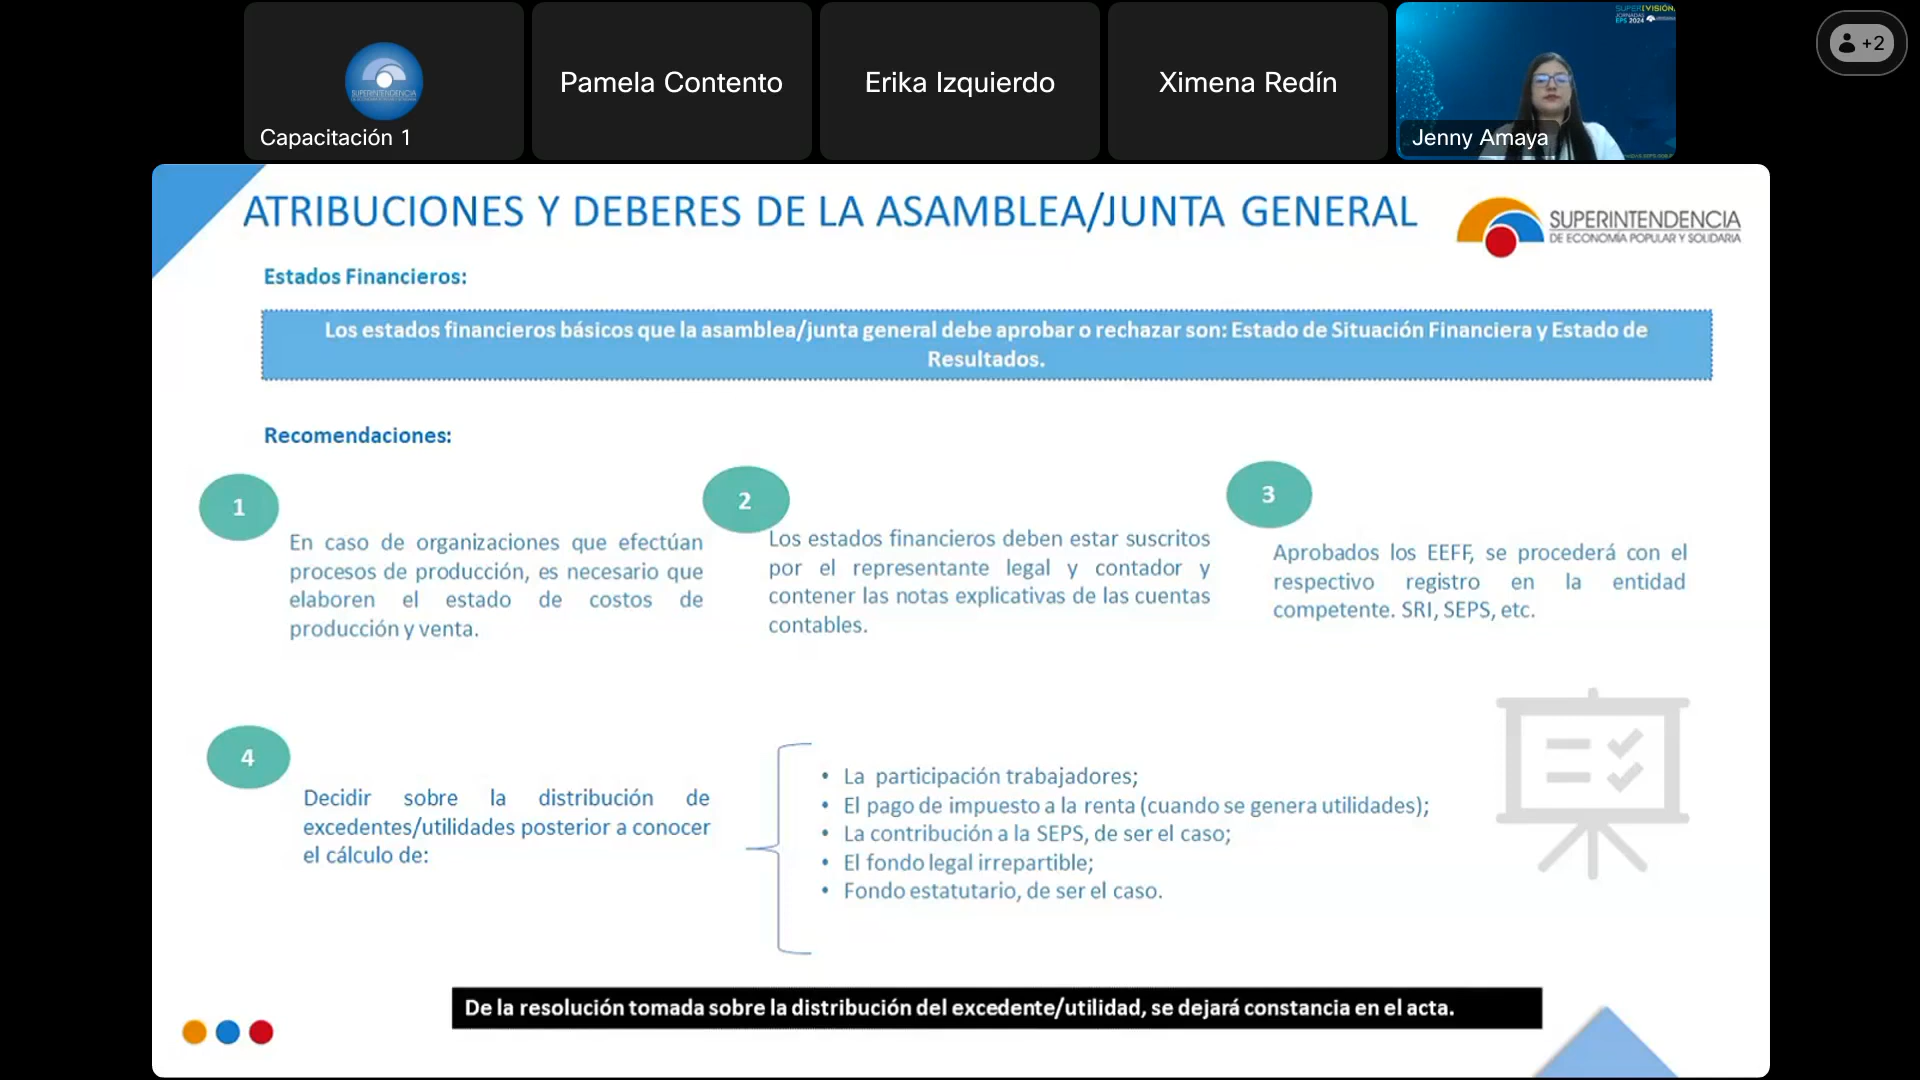 Capacitación 1
Pamela Contento
Erika Izquierdo
Ximena Redín
Jenny Amaya
+2
ATRIBUCIONES Y DEBERES DE LA ASAMBLEA/JUNTA GENERAL
SUPERINTENDENCIA
DE ECONOMÍA POPULAR Y SOLIDARIA
Estados Financieros:
Los estados financieros básicos que la asamblea/junta general debe aprobar o rechazar son: Estado de Situación Financiera y Estado de
Resultados.
Recomendaciones:
1
En caso de organizaciones que efectúan
procesos de producción, es necesario que
elaboren el estado de costos de
producción y venta.
2
Los estados financieros deben estar suscritos
por el representante legal y contador y
contener las notas explicativas de las cuentas
contables.
3
Aprobados los EEFF, se procederá con el
respectivo registro en la entidad
competente. SRI, SEPS, etc.
4
Decidir sobre la distribución de
excedentes/utilidades posterior a conocer
el cálculo de:
• La participación trabajadores;
• El pago de impuesto a la renta (cuando se genera utilidades);
• La contribución a la SEPS, de ser el caso;
• El fondo legal irrepartible;
• Fondo estatutario, de ser el caso.
De la resolución tomada sobre la distribución del excedente/utilidad, se dejará constancia en el acta.